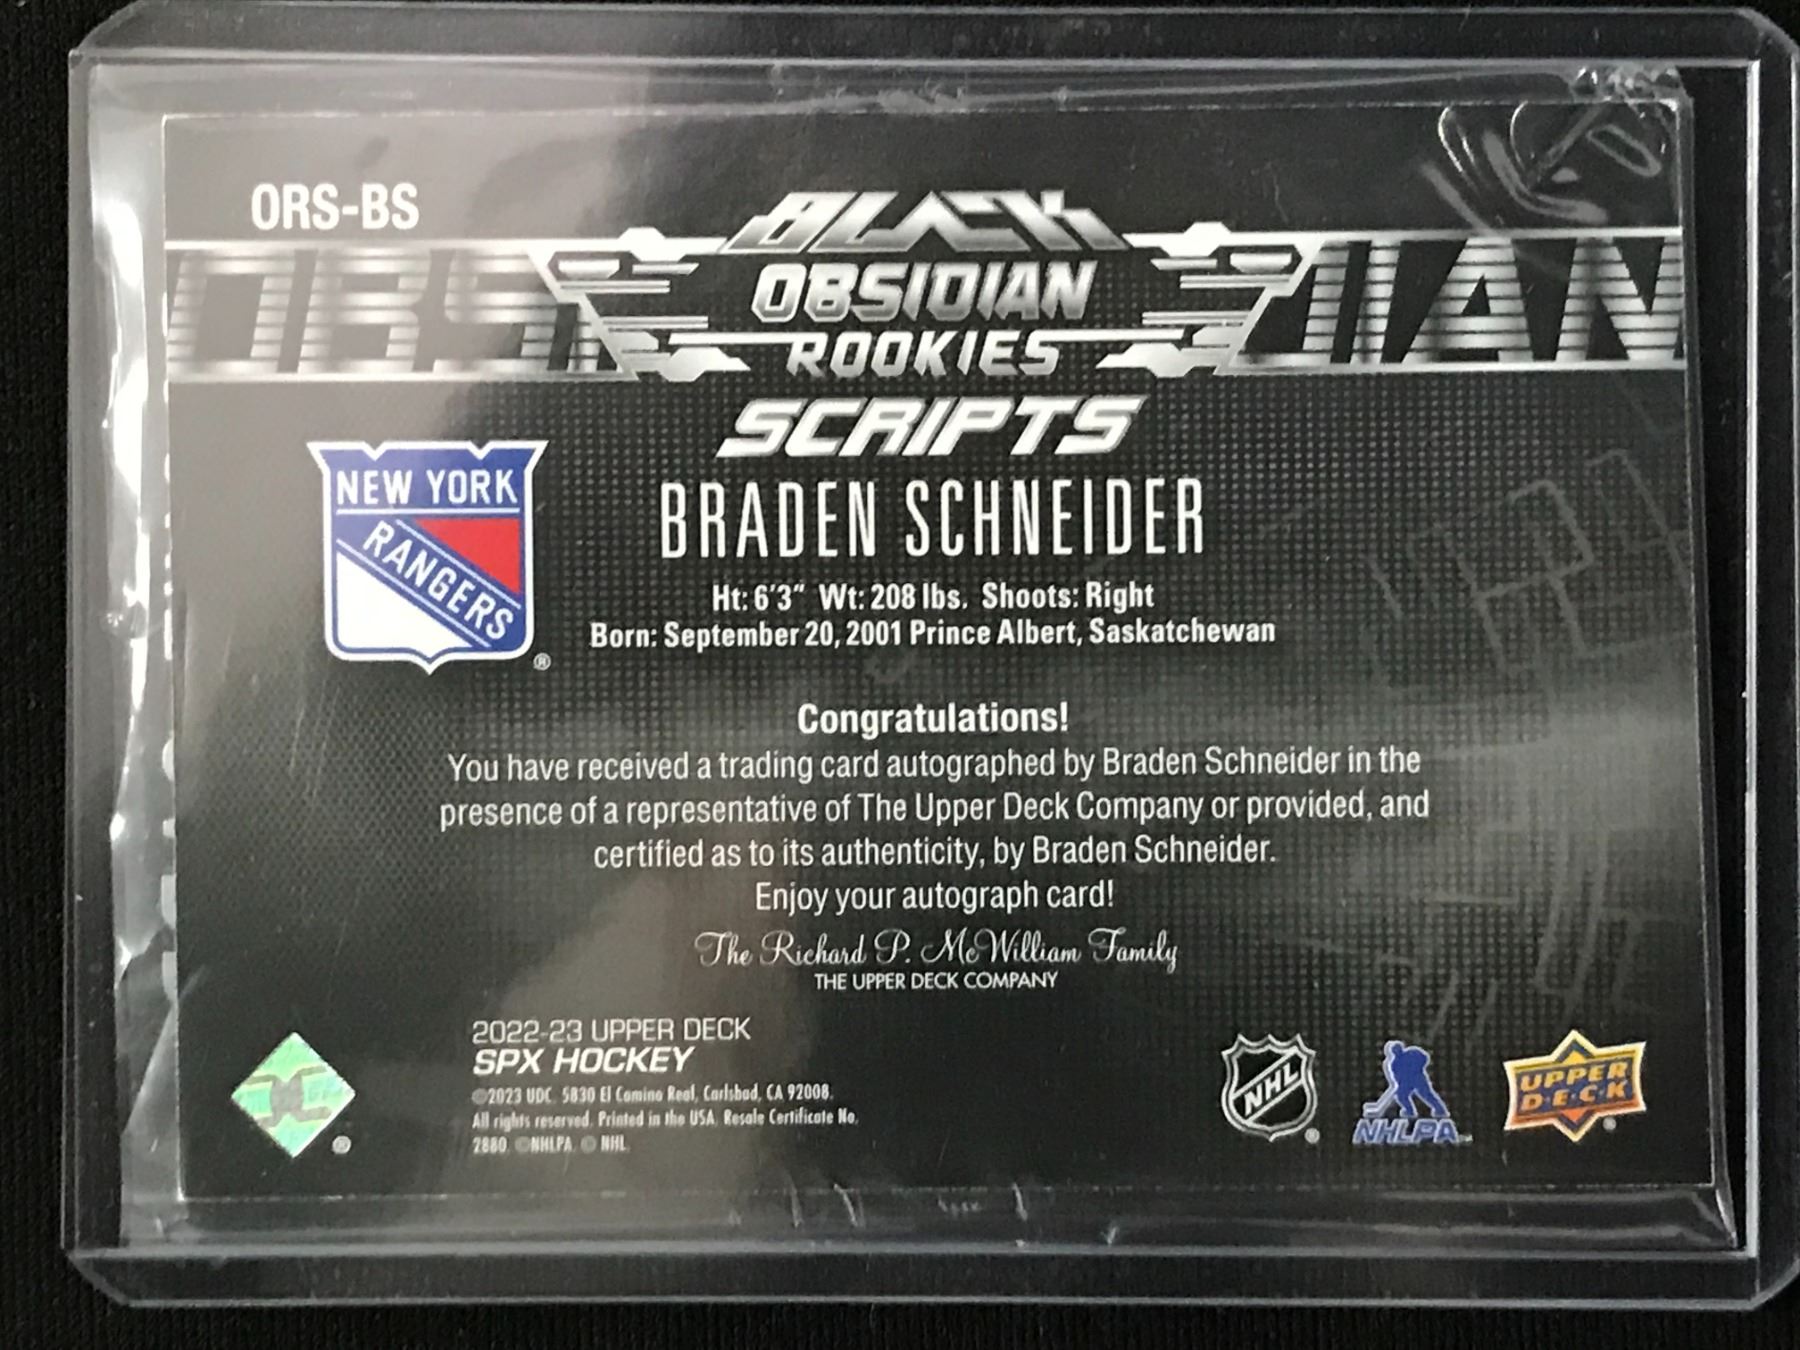 ORS-BS
OBSIDIAN
BLACK
OBSIDIAN
ROOKIES
SCRIPTS
NEW YORK
RANGERS
®
BRADEN SCHNEIDER
Ht: 6'3" Wt: 208 lbs. Shoots: Right
Born: September 20, 2001 Prince Albert, Saskatchewan
Congratulations!
You have received a trading card autographed by Braden Schneider in the
presence of a representative of The Upper Deck Company or provided, and
certified as to its authenticity, by Braden Schneider.
Enjoy your autograph card!
The Richard P. McWilliam Family
THE UPPER DECK COMPANY
2022-23 UPPER DECK
SPX HOCKEY
©2023 UDC. 5830 El Camino Real, Carlsbad, CA 92008.
All rights reserved. Printed in the USA. Resale Certificate No.
2880. ©NHLPA. © NHL.
®
NHL
®
NHLPA
UPPER
D·E·C·K
®